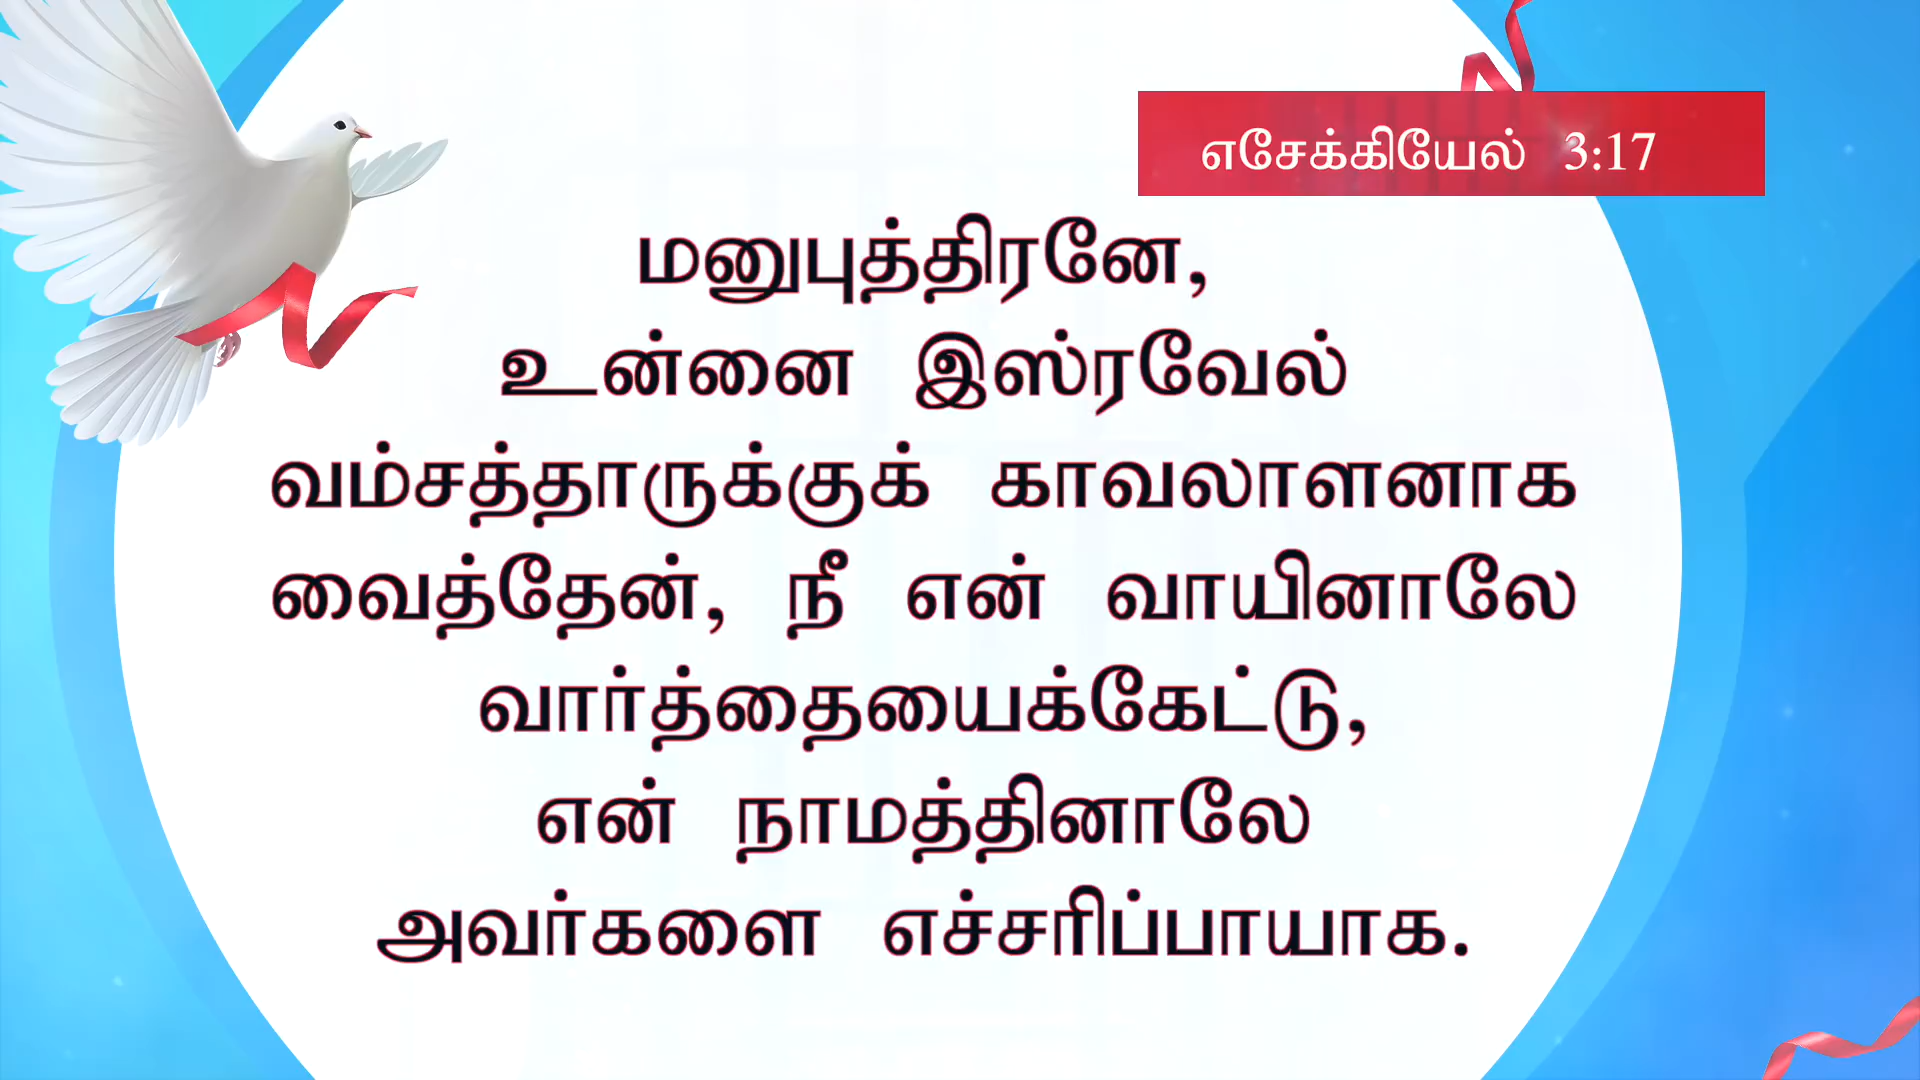 எசேக்கியேல் 3:17
மனுபுத்திரனே,
உன்னை இஸ்ரவேல்
வம்சத்தாருக்குக் காவலாளனாக
வைத்தேன், நீ என் வாயினாலே
வார்த்தையைக்கேட்டு,
என் நாமத்தினாலே
அவர்களை எச்சரிப்பாயாக.